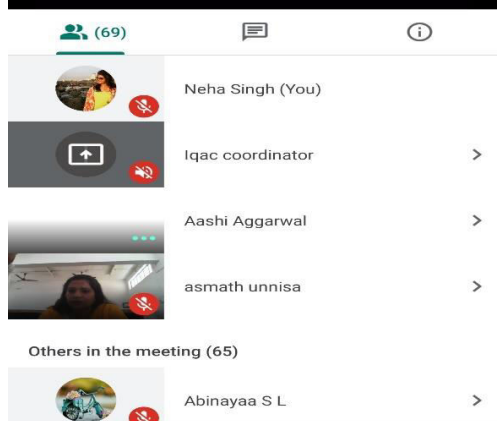 (69)
Neha Singh (You)
Iqac coordinator
Aashi Aggarwal
asmath unnisa
Others in the meeting (65)
Abinayaa S L